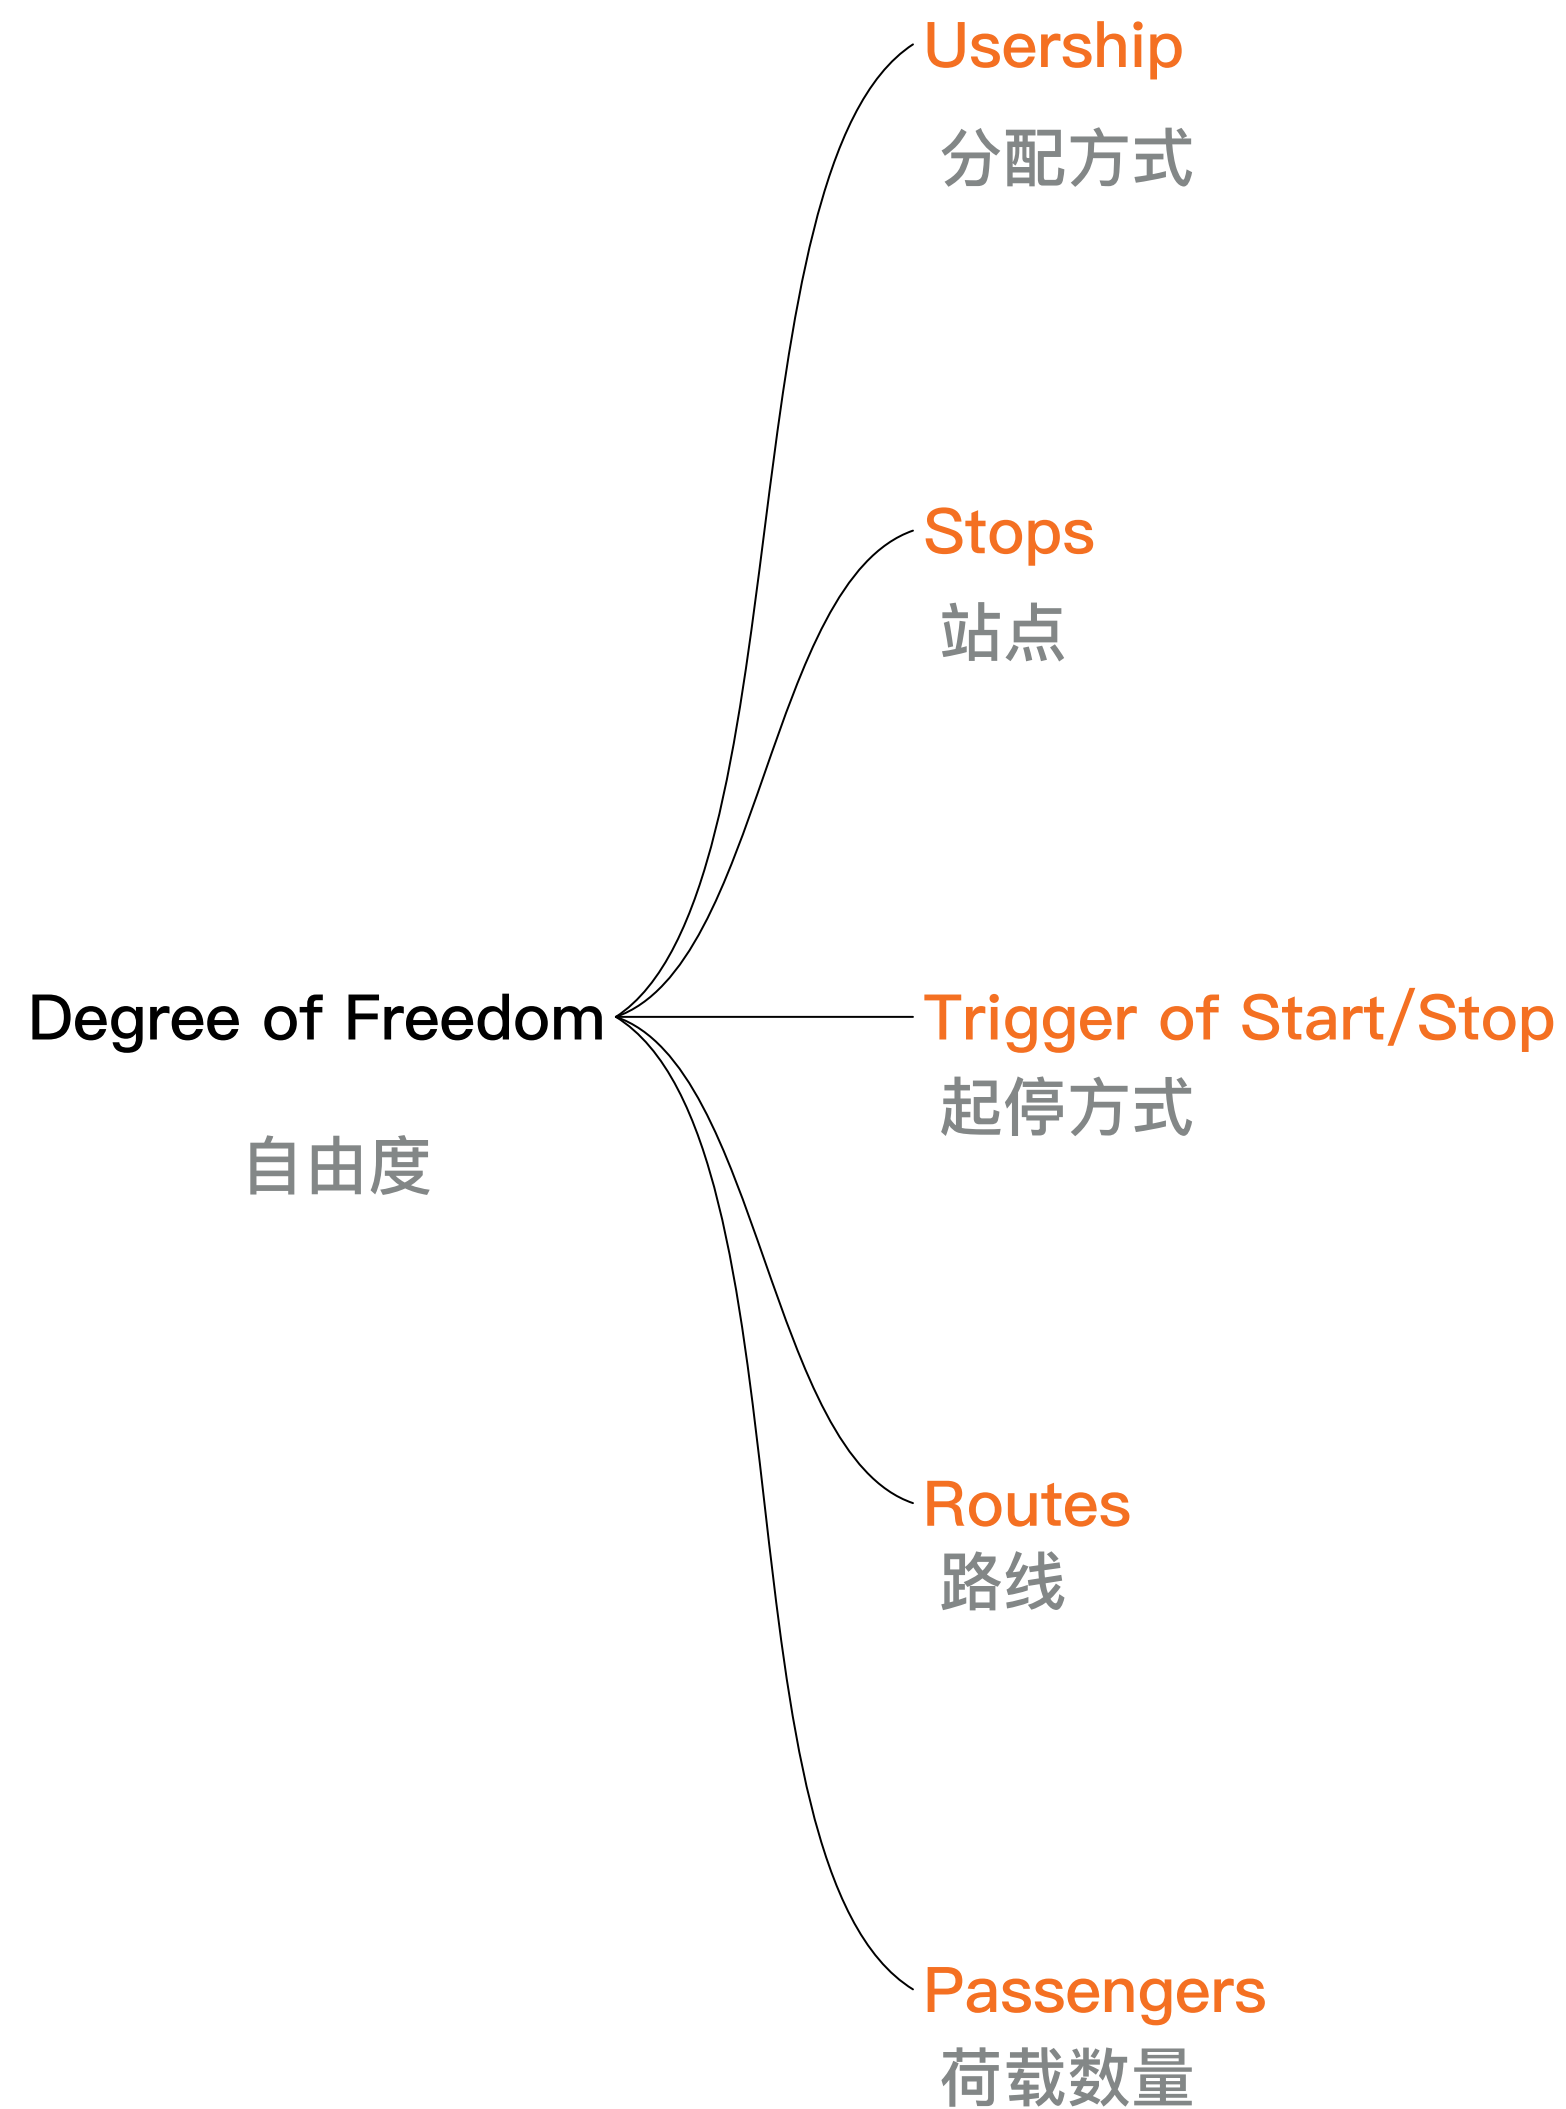 Usership
分配方式
Stops
站点
Degree of Freedom
自由度
Trigger of Start/Stop
起停方式
Routes
路线
Passengers
荷载数量